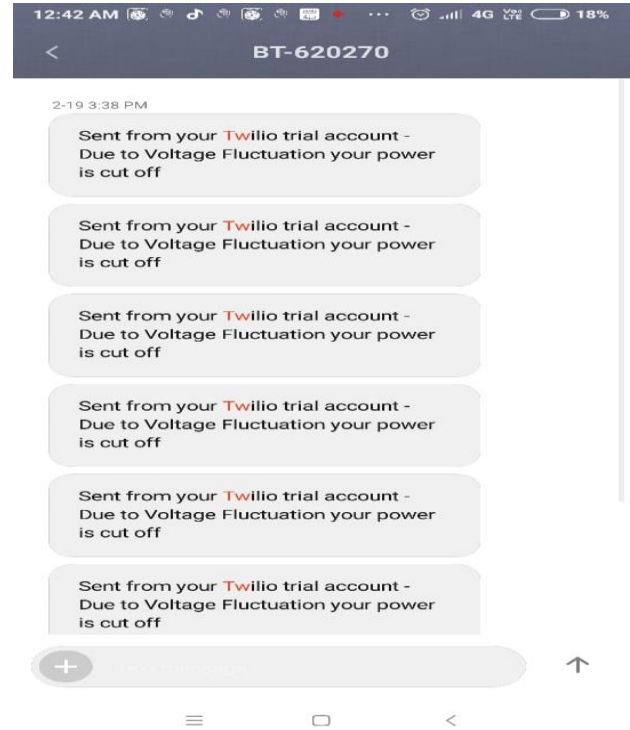 12:42 AM ... 4G 18%
< BT-620270
2-19 3:38 PM
Sent from your Twilio trial account -
Due to Voltage Fluctuation your power
is cut off
Sent from your Twilio trial account -
Due to Voltage Fluctuation your power
is cut off
Sent from your Twilio trial account -
Due to Voltage Fluctuation your power
is cut off
Sent from your Twilio trial account -
Due to Voltage Fluctuation your power
is cut off
Sent from your Twilio trial account -
Due to Voltage Fluctuation your power
is cut off
Sent from your Twilio trial account -
Due to Voltage Fluctuation your power
is cut off